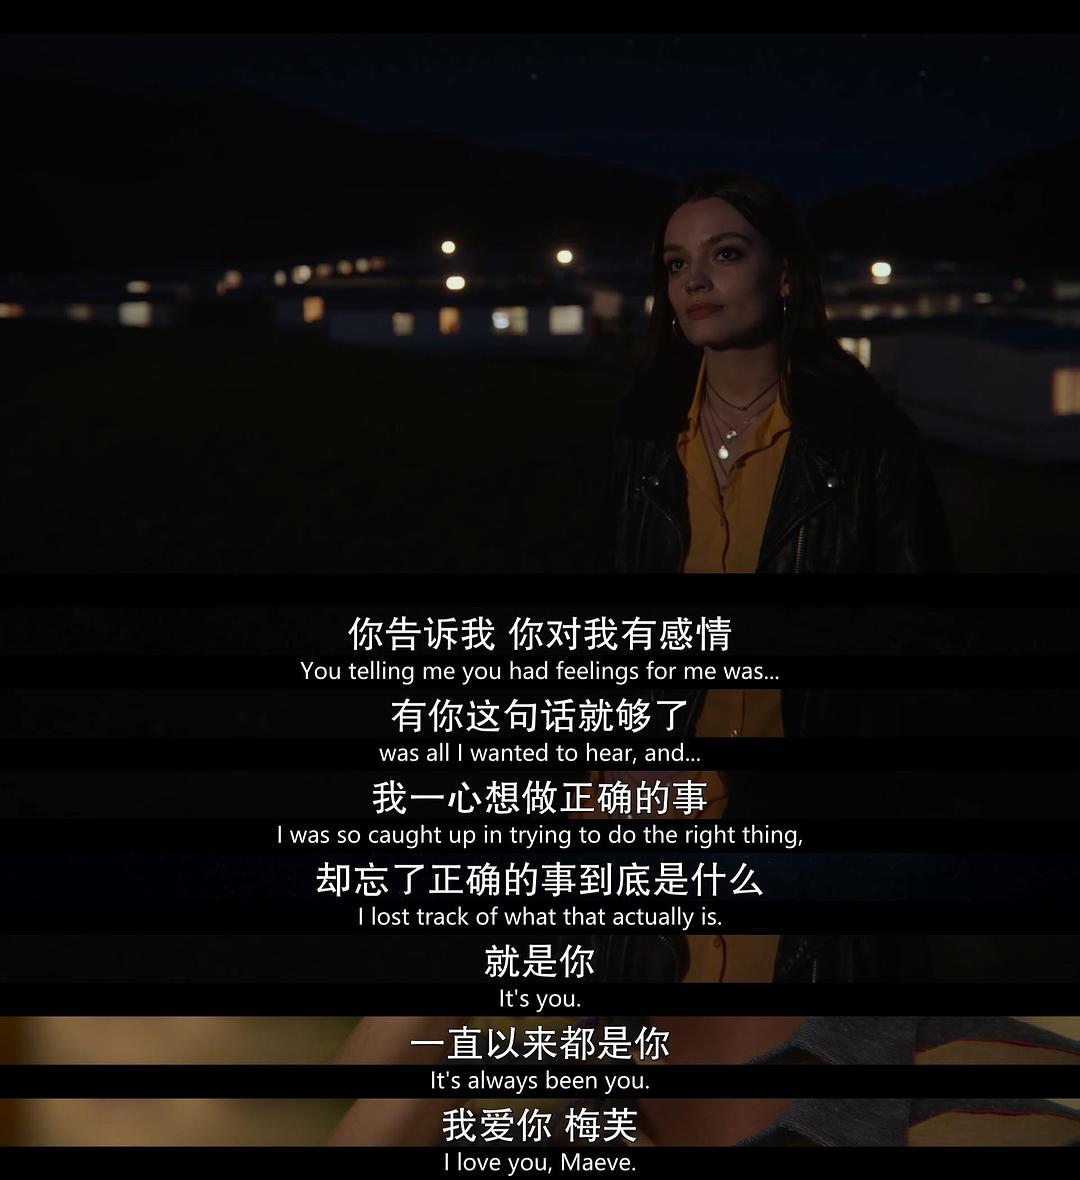 你告诉我 你对我有感情
You telling me you had feelings for me was...
有你这句话就够了
was all I wanted to hear, and...
我一心想做正确的事
I was so caught up in trying to do the right thing,
却忘了正确的事到底是什么
I lost track of what that actually is.
就是你
It's you.
一直以来都是你
It's always been you.
我爱你 梅芙
I love you, Maeve.